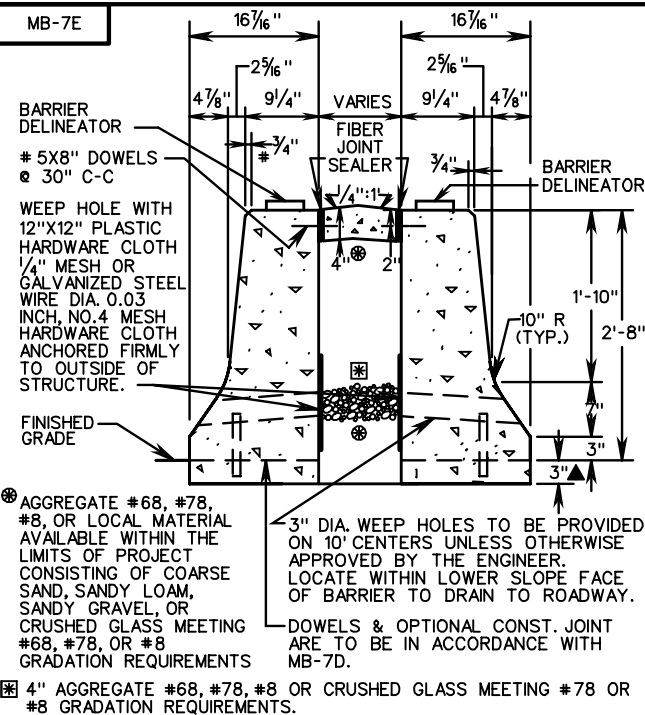 MB-7E
16 7/16" 16 7/16"
2 5/16" 2 5/16"
4 7/8" 9 1/4" VARIES 9 1/4" 4 7/8"
BARRIER
DELINEATOR
# 5X8" DOWELS
@ 30" C-C
3/4"
#
FIBER
JOINT
SEALER
1/4":1'
3/4"
BARRIER
DELINEATOR
4" 2"
WEEP HOLE WITH
12"X12" PLASTIC
HARDWARE CLOTH
1/4" MESH OR
GALVANIZED STEEL
WIRE DIA. 0.03
INCH, NO.4 MESH
HARDWARE CLOTH
ANCHORED FIRMLY
TO OUTSIDE OF
STRUCTURE.
1'-10"
2'-8"
10" R
(TYP.)
7"
3"
3"▲
FINISHED
GRADE
⊛ AGGREGATE #68, #78,
#8, OR LOCAL MATERIAL
AVAILABLE WITHIN THE
LIMITS OF PROJECT
CONSISTING OF COARSE
SAND, SANDY LOAM,
SANDY GRAVEL, OR
CRUSHED GLASS MEETING
#68, #78, OR #8
GRADATION REQUIREMENTS
3" DIA. WEEP HOLES TO BE PROVIDED
ON 10' CENTERS UNLESS OTHERWISE
APPROVED BY THE ENGINEER.
LOCATE WITHIN LOWER SLOPE FACE
OF BARRIER TO DRAIN TO ROADWAY.
DOWELS & OPTIONAL CONST. JOINT
ARE TO BE IN ACCORDANCE WITH
MB-7D.
⊛ 4" AGGREGATE #68, #78, #8 OR CRUSHED GLASS MEETING #78 OR
#8 GRADATION REQUIREMENTS.